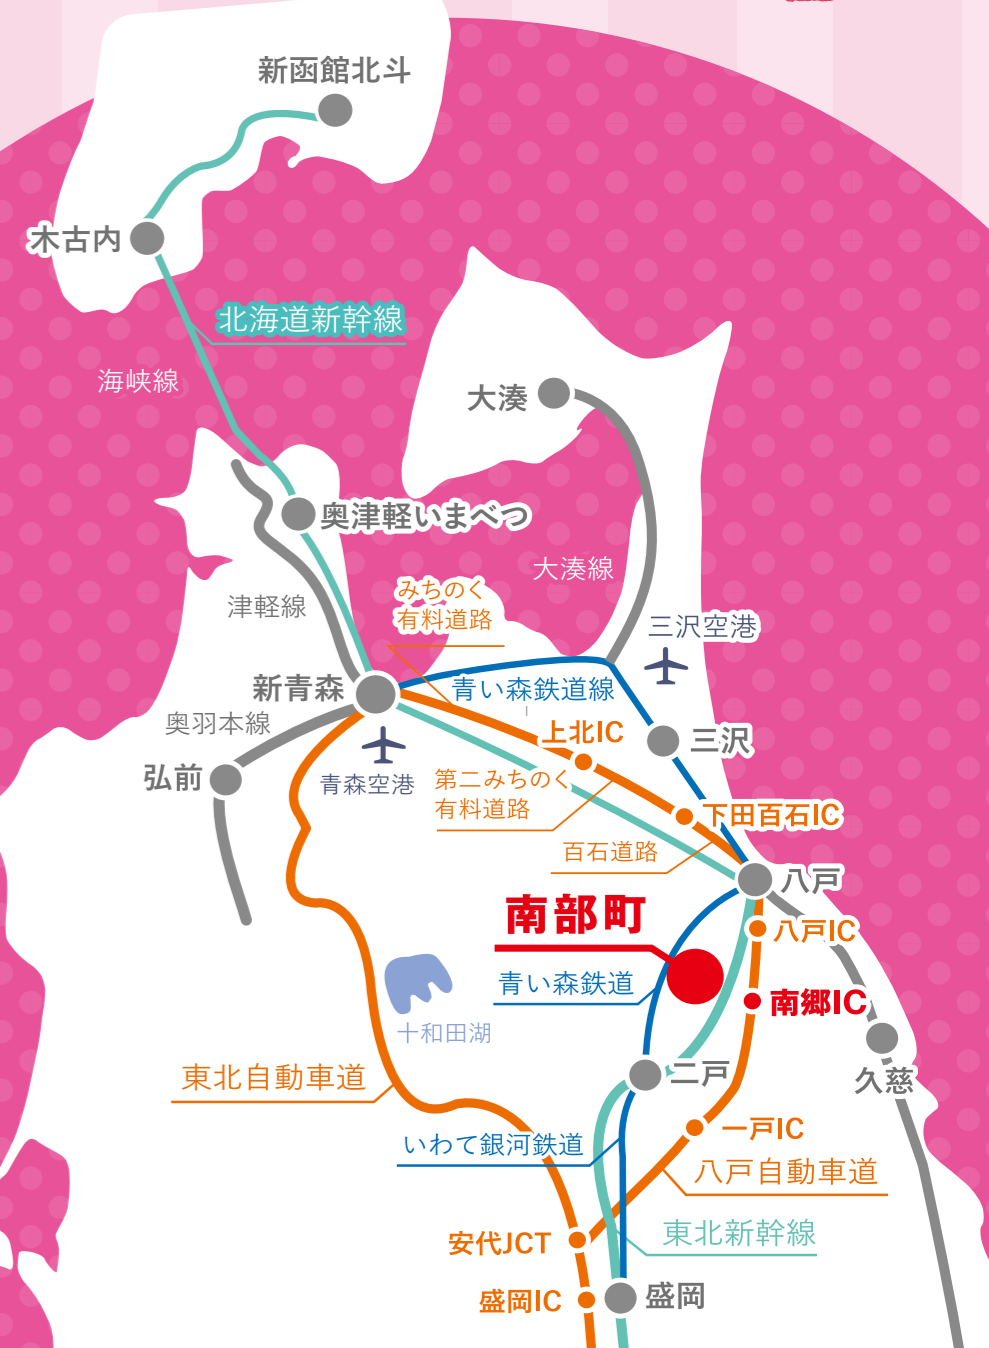 新函館北斗
木古内
北海道新幹線
海峡線
大湊
奥津軽いまべつ
大湊線
みちのく
有料道路
津軽線
三沢空港
新青森
青い森鉄道線
奥羽本線
上北IC
三沢
弘前
青森空港
第二みちのく
有料道路
下田百石IC
百石道路
八戸
南部町
八戸IC
青い森鉄道
南郷IC
十和田湖
二戸
東北自動車道
久慈
一戸IC
いわて銀河鉄道
八戸自動車道
東北新幹線
安代JCT
盛岡IC
盛岡